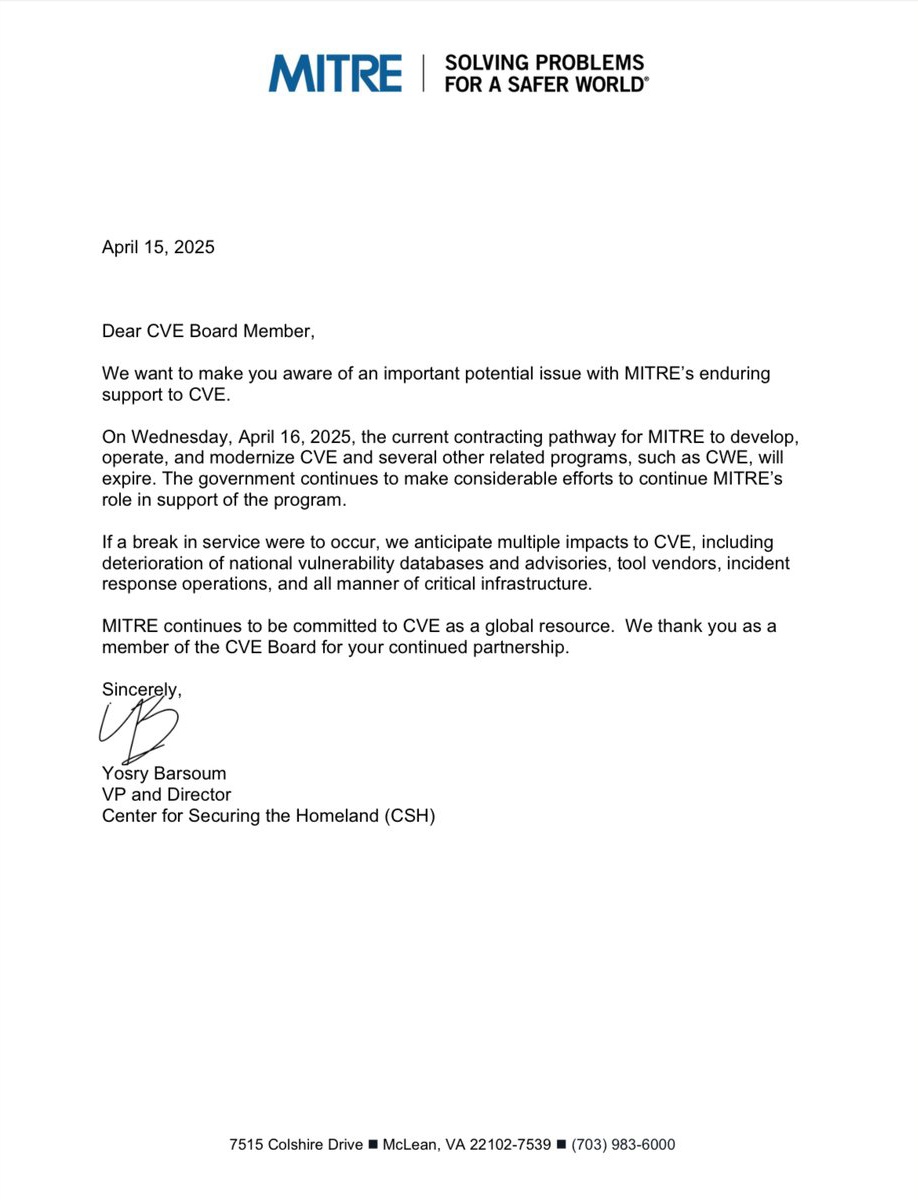 MITRE | SOLVING PROBLEMS
FOR A SAFER WORLD®
April 15, 2025
Dear CVE Board Member,
We want to make you aware of an important potential issue with MITRE’s enduring
support to CVE.
On Wednesday, April 16, 2025, the current contracting pathway for MITRE to develop,
operate, and modernize CVE and several other related programs, such as CWE, will
expire. The government continues to make considerable efforts to continue MITRE’s
role in support of the program.
If a break in service were to occur, we anticipate multiple impacts to CVE, including
deterioration of national vulnerability databases and advisories, tool vendors, incident
response operations, and all manner of critical infrastructure.
MITRE continues to be committed to CVE as a global resource.  We thank you as a
member of the CVE Board for your continued partnership.
Sincerely,
YB
Yosry Barsoum
VP and Director
Center for Securing the Homeland (CSH)
7515 Colshire Drive ■ McLean, VA 22102-7539 ■ (703) 983-6000